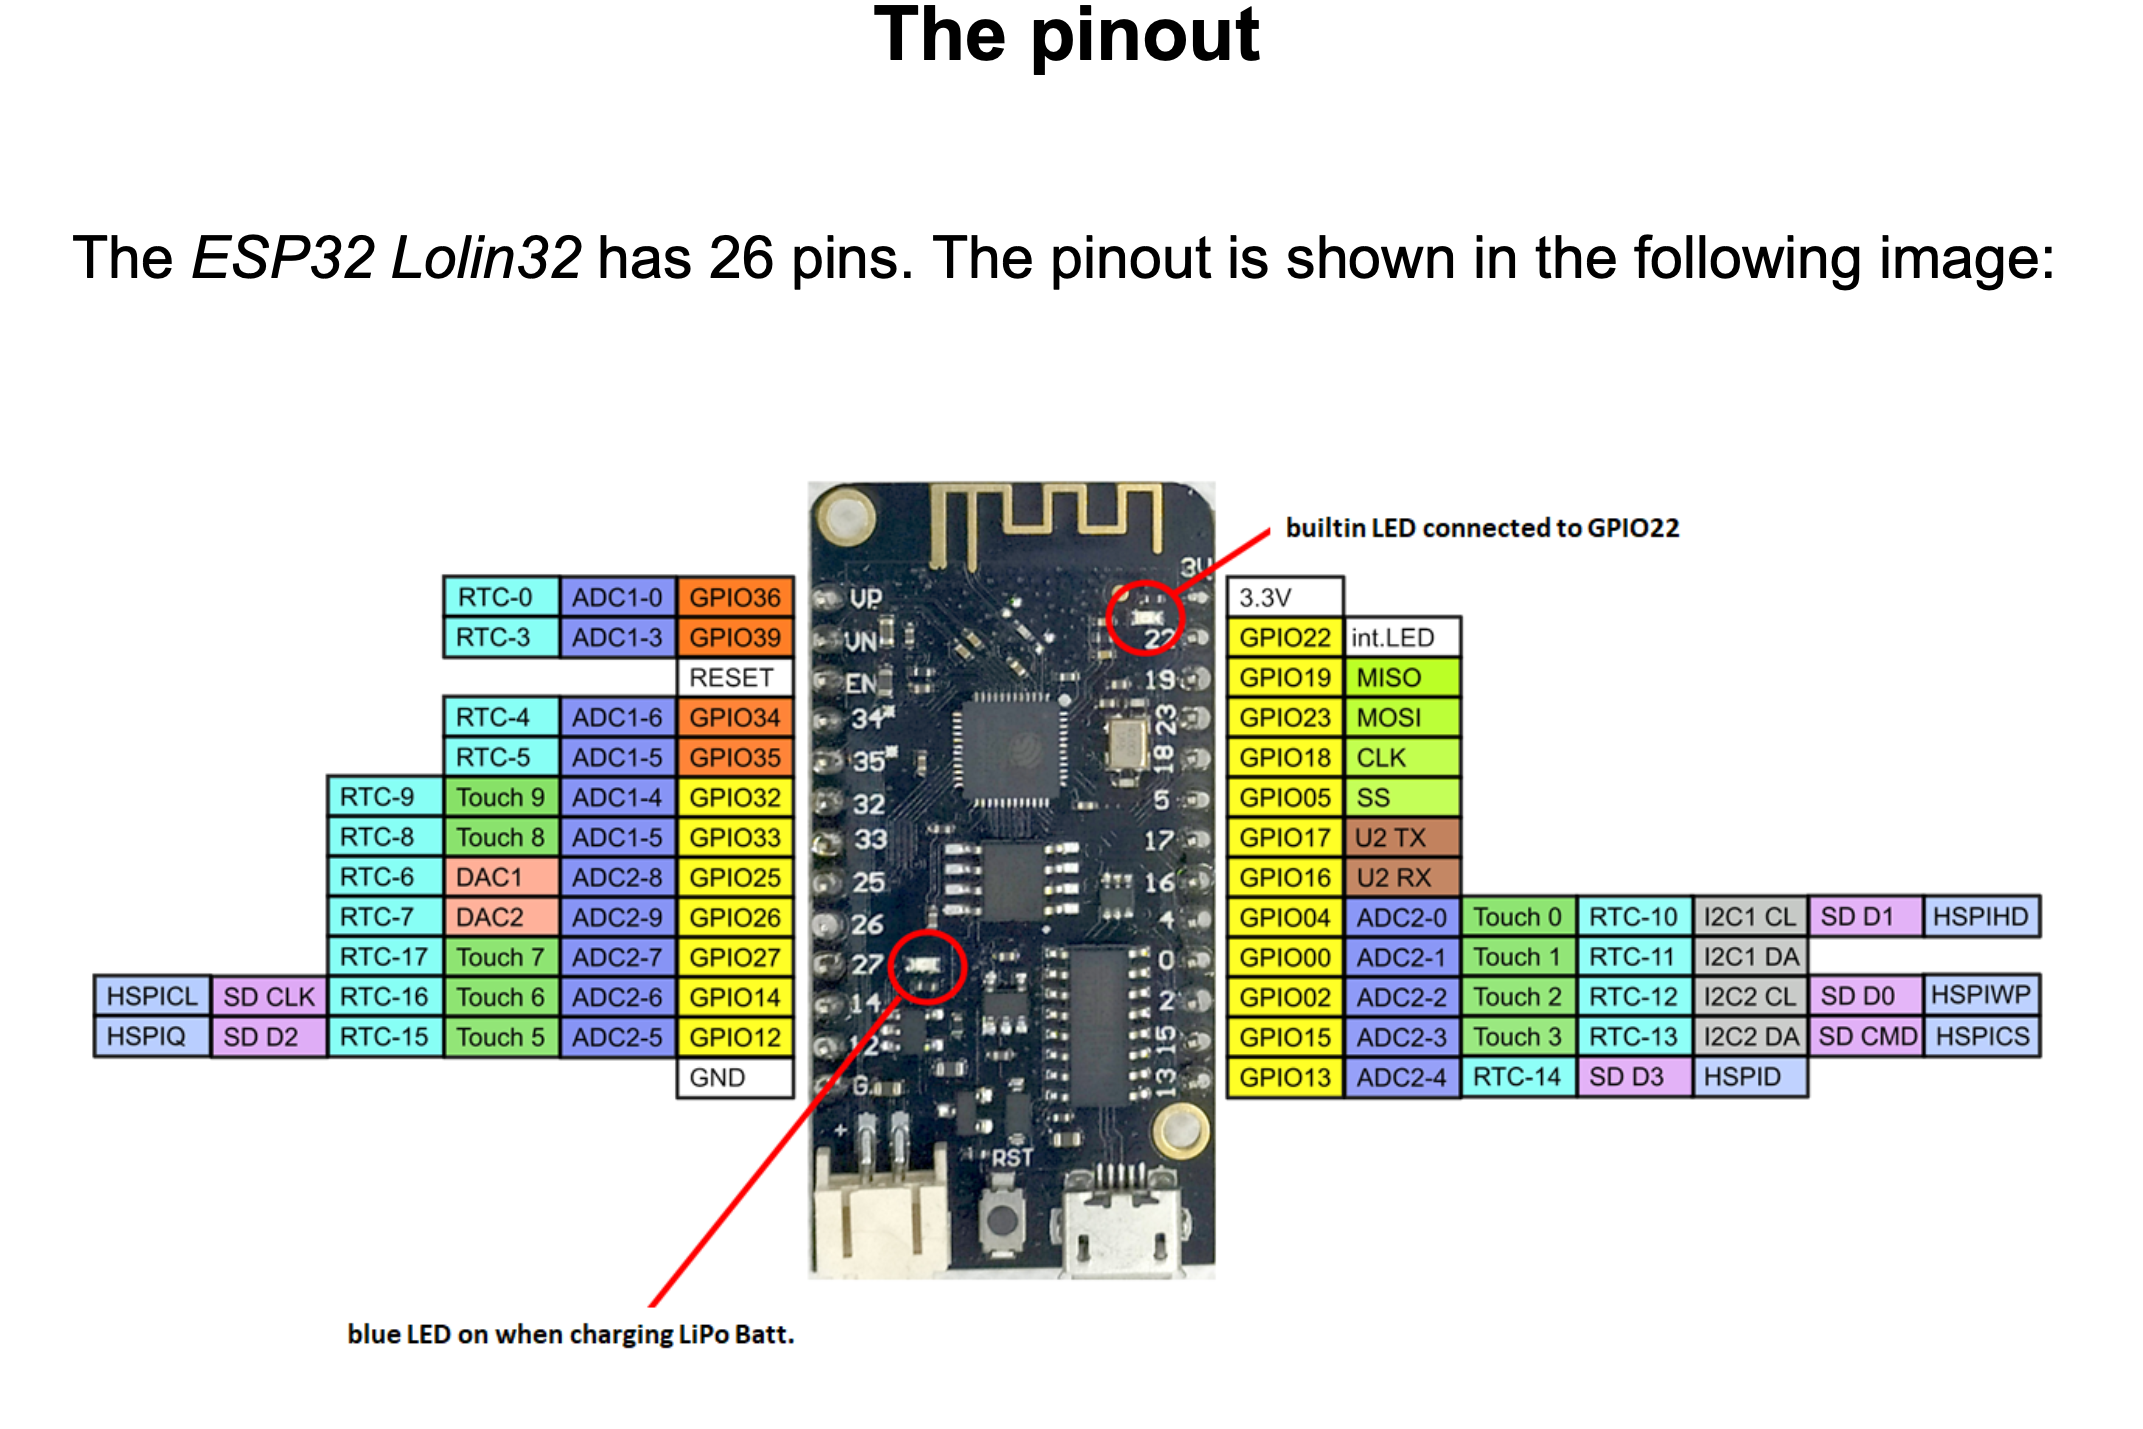 The pinout
The ESP32 Lolin32 has 26 pins. The pinout is shown in the following image:
builtin LED connected to GPIO22
3V
RTC-0 ADC1-0 GPIO36 VP 3.3V
RTC-3 ADC1-3 GPIO39 VN 22 GPIO22 int.LED
RESET EN 19 GPIO19 MISO
RTC-4 ADC1-6 GPIO34 34* 23 GPIO23 MOSI
RTC-5 ADC1-5 GPIO35 35* 18 GPIO18 CLK
RTC-9 Touch 9 ADC1-4 GPIO32 32 5 GPIO05 SS
RTC-8 Touch 8 ADC1-5 GPIO33 33 17 GPIO17 U2 TX
RTC-6 DAC1 ADC2-8 GPIO25 25 16 GPIO16 U2 RX
RTC-7 DAC2 ADC2-9 GPIO26 26 4 GPIO04 ADC2-0 Touch 0 RTC-10 I2C1 CL SD D1 HSPIHD
RTC-17 Touch 7 ADC2-7 GPIO27 27 0 GPIO00 ADC2-1 Touch 1 RTC-11 I2C1 DA
HSPICL SD CLK RTC-16 Touch 6 ADC2-6 GPIO14 14 2 GPIO02 ADC2-2 Touch 2 RTC-12 I2C2 CL SD D0 HSPIWP
HSPIQ SD D2 RTC-15 Touch 5 ADC2-5 GPIO12 12 15 GPIO15 ADC2-3 Touch 3 RTC-13 I2C2 DA SD CMD HSPICS
GND G 13 GPIO13 ADC2-4 RTC-14 SD D3 HSPID
+
RST
blue LED on when charging LiPo Batt.